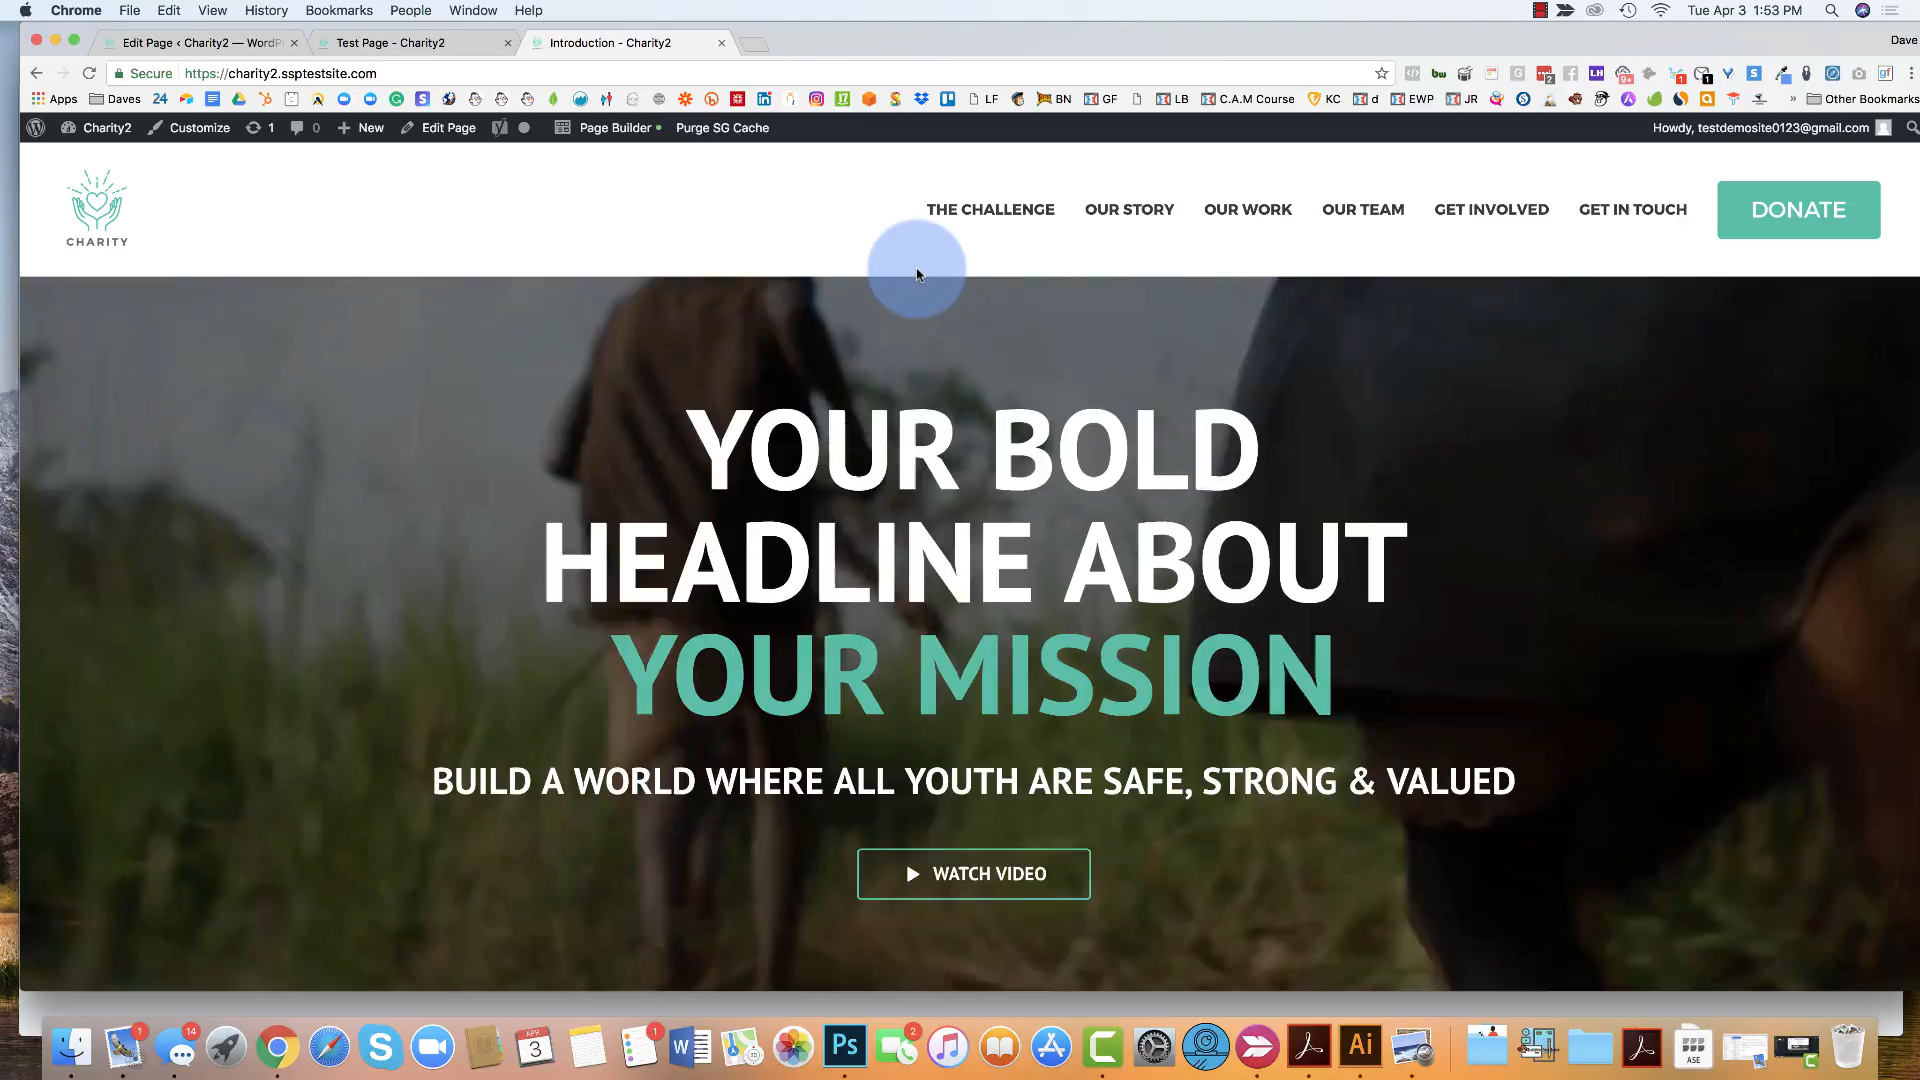 Chrome File Edit View History Bookmarks People Window Help Tue Apr 3 1:53 PM
Edit Page ‹ Charity2 — WordP Test Page - Charity2 Introduction - Charity2 Dave
Secure https://charity2.ssptestsite.com
Apps Daves 24 LF BN GF LB C.A.M Course KC d EWP JR » Other Bookmarks
Charity2 Customize 1 0 New Edit Page Page Builder Purge SG Cache Howdy, testdemosite0123@gmail.com
CHARITY
THE CHALLENGE OUR STORY OUR WORK OUR TEAM GET INVOLVED GET IN TOUCH DONATE
YOUR BOLD
HEADLINE ABOUT
YOUR MISSION
BUILD A WORLD WHERE ALL YOUTH ARE SAFE, STRONG & VALUED
WATCH VIDEO